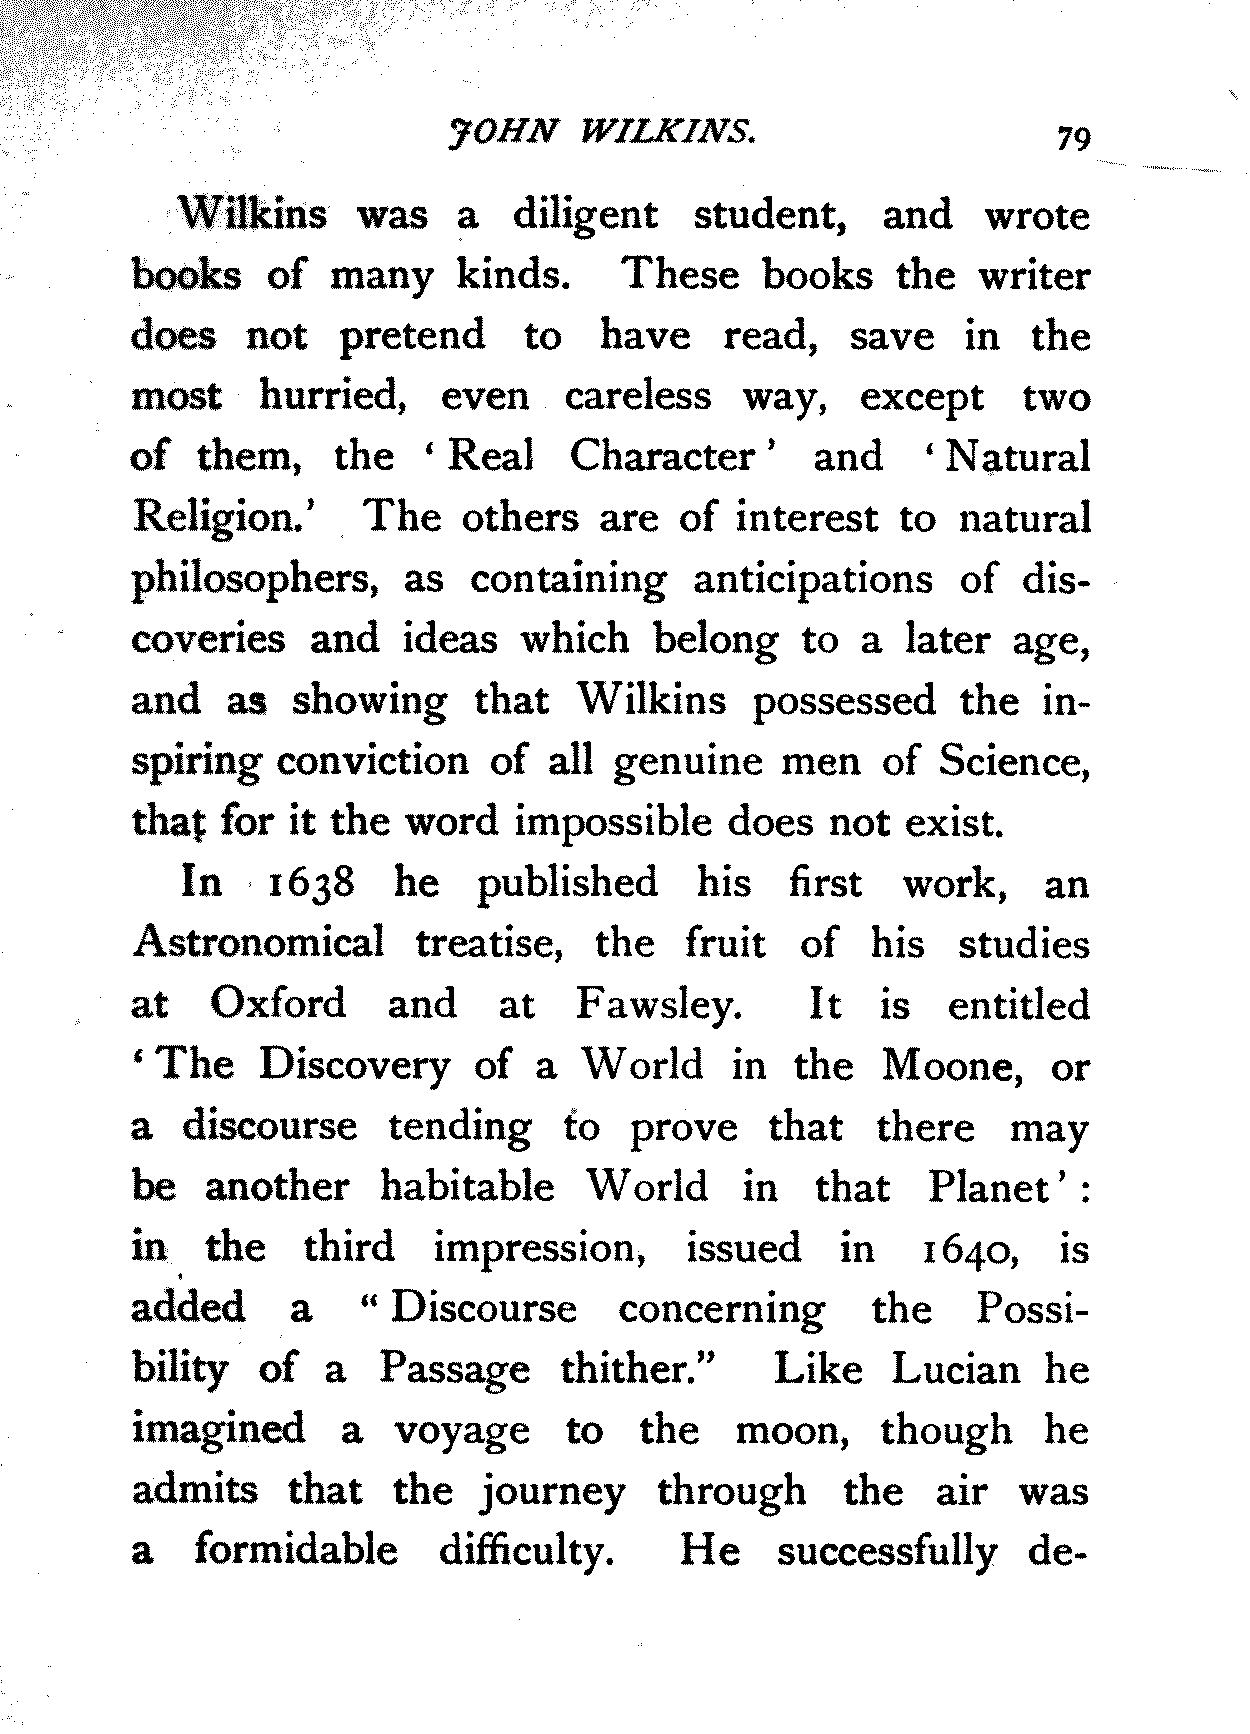 JOHN WILKINS. 79
Wilkins was a diligent student, and wrote
books of many kinds. These books the writer
does not pretend to have read, save in the
most hurried, even careless way, except two
of them, the ‘Real Character’ and ‘Natural
Religion.’ The others are of interest to natural
philosophers, as containing anticipations of dis-
coveries and ideas which belong to a later age,
and as showing that Wilkins possessed the in-
spiring conviction of all genuine men of Science,
that for it the word impossible does not exist.
In 1638 he published his first work, an
Astronomical treatise, the fruit of his studies
at Oxford and at Fawsley. It is entitled
‘The Discovery of a World in the Moone, or
a discourse tending to prove that there may
be another habitable World in that Planet’:
in the third impression, issued in 1640, is
added a “Discourse concerning the Possi-
bility of a Passage thither.” Like Lucian he
imagined a voyage to the moon, though he
admits that the journey through the air was
a formidable difficulty. He successfully de-